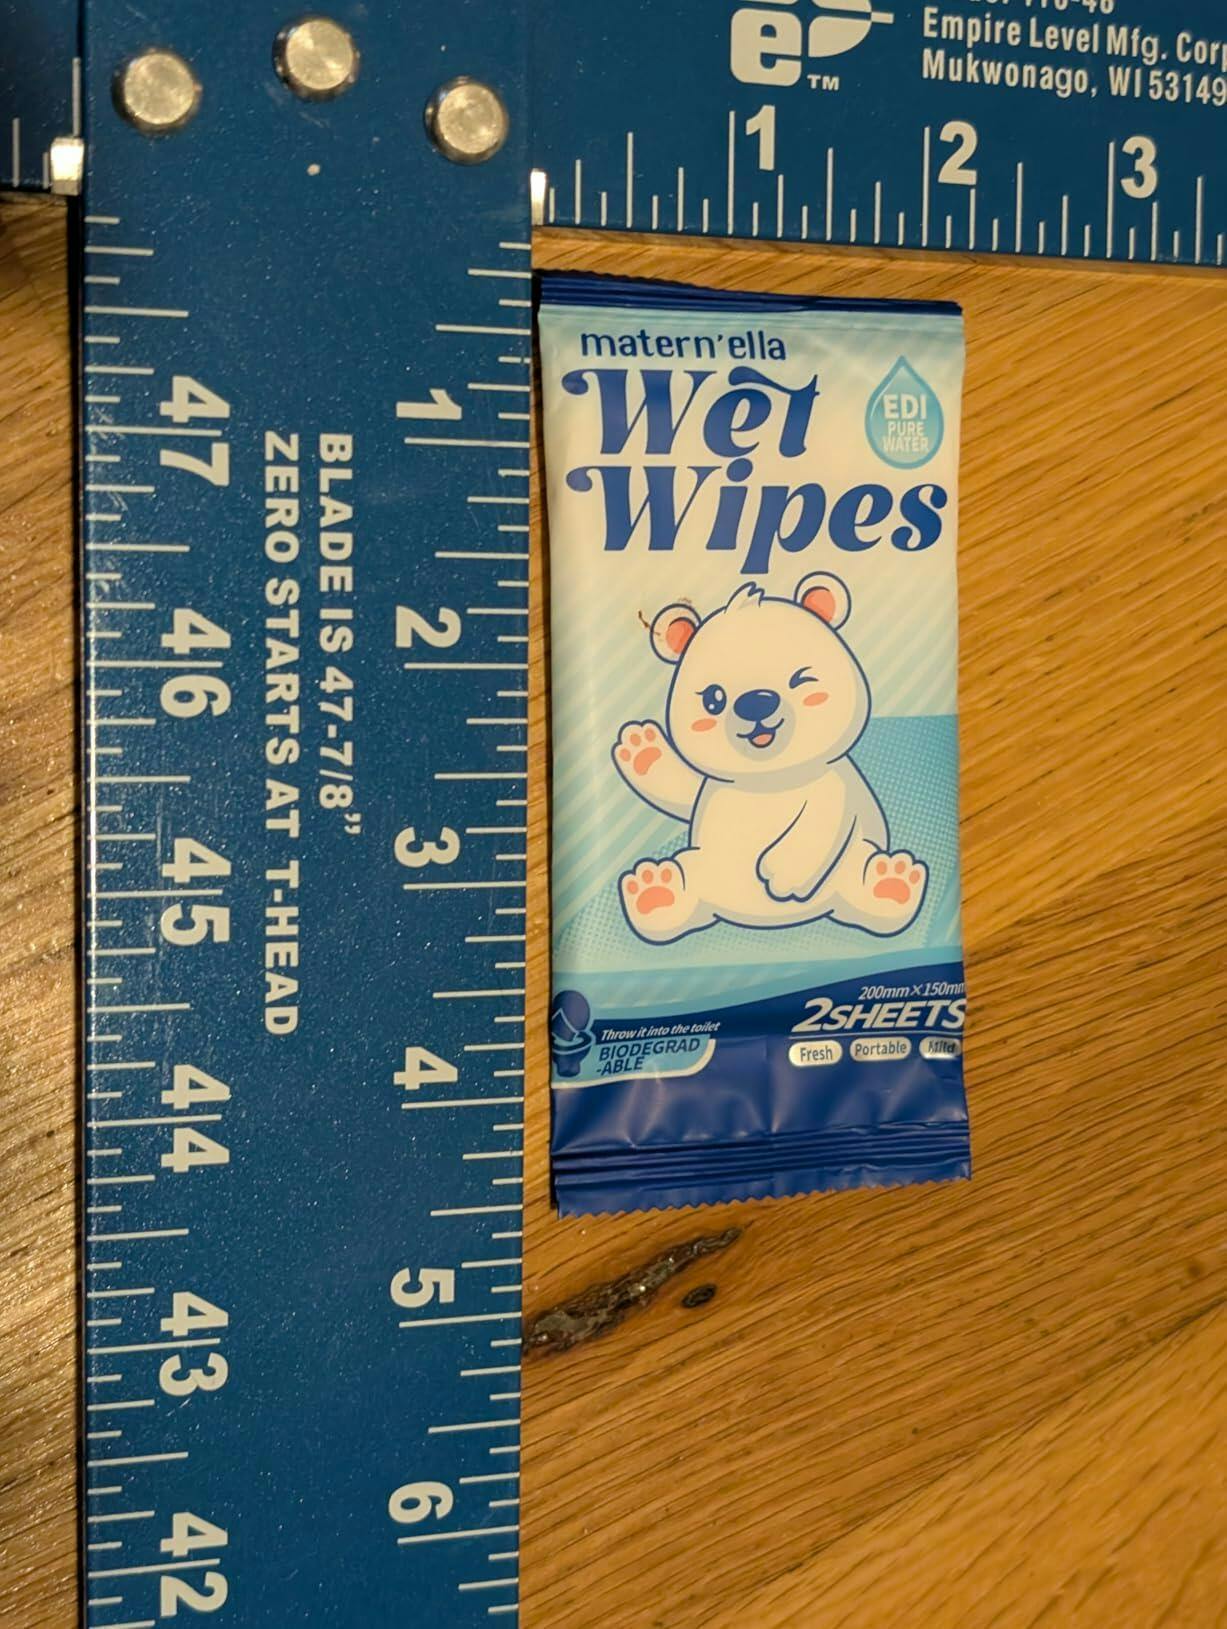 Empire Level Mfg. Corp
Mukwonago, WI 53149
e
TM
1 2 3
matern'ella
Wet
Wipes
EDI
PURE
WATER
200mm×150mm
2SHEETS
Throw it into the toilet
BIODEGRAD
-ABLE
Fresh Portable Mild
BLADE IS 47-7/8"
ZERO STARTS AT T-HEAD
1
2
3
4
5
6
47
46
45
44
43
42